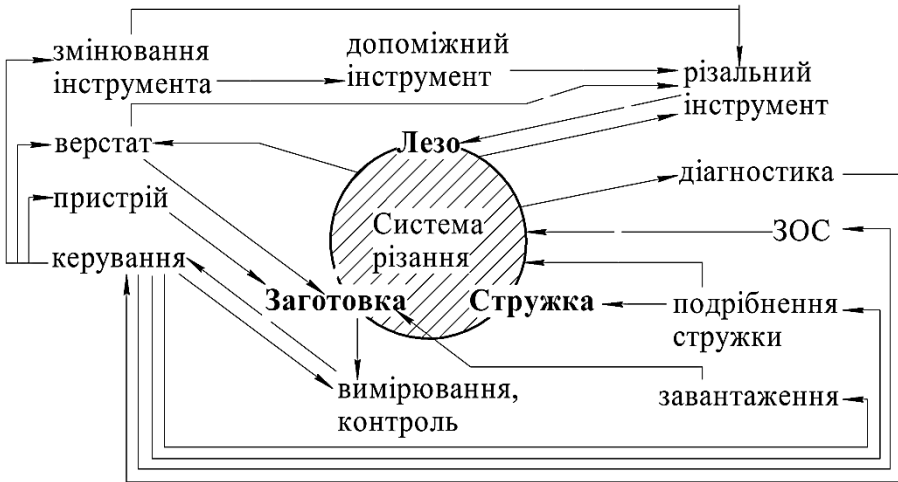 змінювання
інструмента
допоміжний
інструмент
різальний
інструмент
верстат
Лезо
діагностика
пристрій
Система
різання
ЗОС
керування
Заготовка
Стружка
подрібнення
стружки
вимірювання,
контроль
завантаження